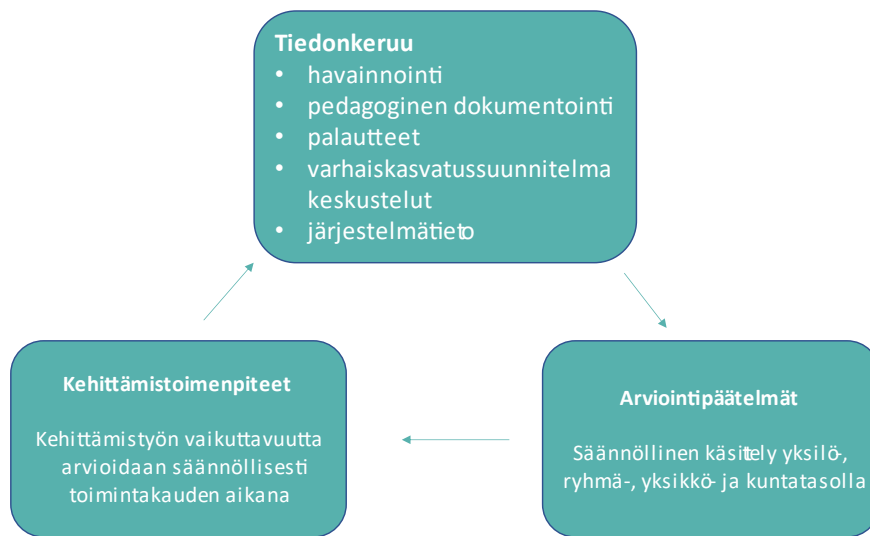 Tiedonkeruu
• havainnointi
• pedagoginen dokumentointi
• palautteet
• varhaiskasvatussuunnitelma
keskustelut
• järjestelmätieto
Kehittämistoimenpiteet
Kehittämistyön vaikuttavuutta
arvioidaan säännöllisesti
toimintakauden aikana
Arviointipäätelmät
Säännöllinen käsittely yksilö-,
ryhmä-, yksikkö- ja kuntatasolla